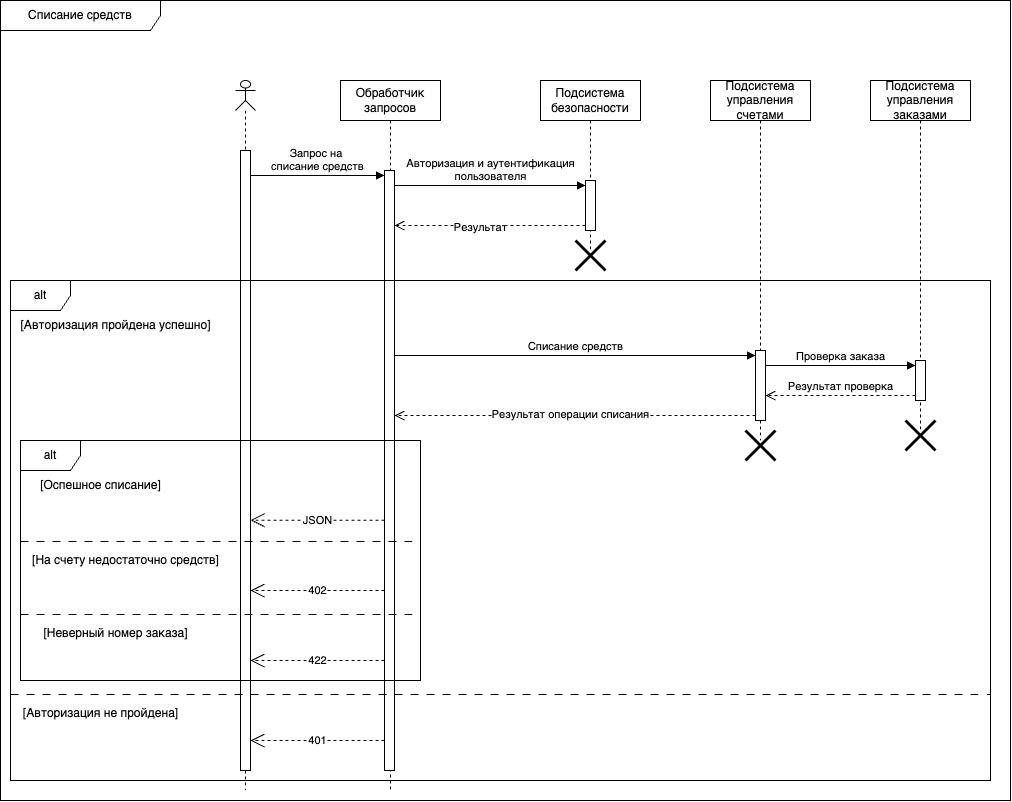 Списание средств
Обработчик
запросов
Подсистема
безопасности
Подсистема
управления
счетами
Подсистема
управления
заказами
Запрос на
списание средств
Авторизация и аутентификация
пользователя
Результат
alt
[Авторизация пройдена успешно]
Списание средств
Проверка заказа
Результат проверка
Результат операции списания
alt
[Оспешное списание]
JSON
[На счету недостаточно средств]
402
[Неверный номер заказа]
422
[Авторизация не пройдена]
401